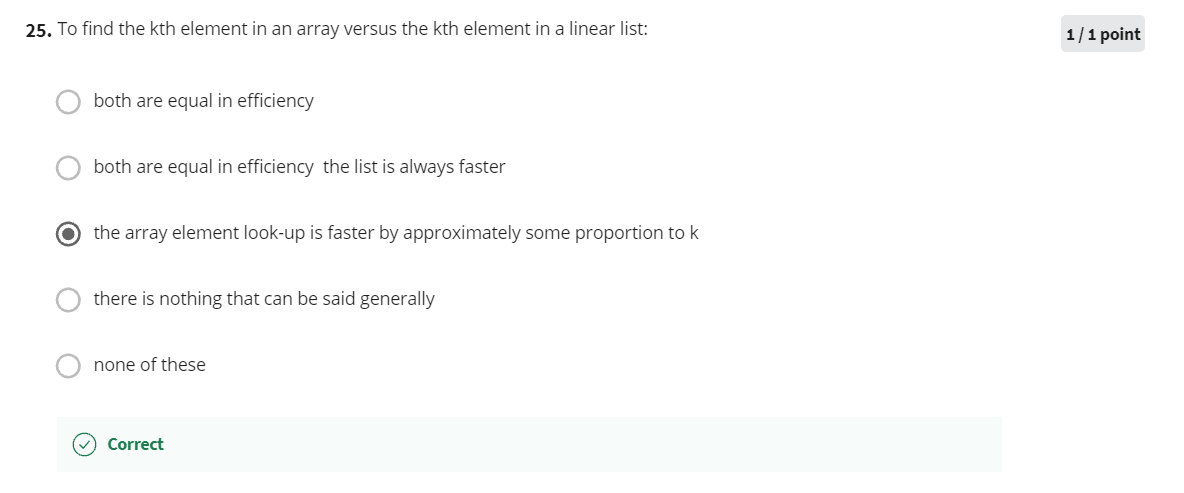 25. To find the kth element in an array versus the kth element in a linear list:
1 / 1 point
both are equal in efficiency
both are equal in efficiency  the list is always faster
the array element look-up is faster by approximately some proportion to k
there is nothing that can be said generally
none of these
Correct